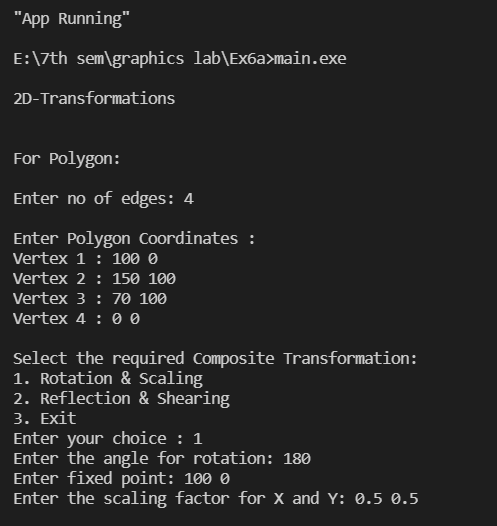 "App Running"
E:\7th sem\graphics lab\Ex6a>main.exe
2D-Transformations
For Polygon:
Enter no of edges: 4
Enter Polygon Coordinates :
Vertex 1 : 100 0
Vertex 2 : 150 100
Vertex 3 : 70 100
Vertex 4 : 0 0
Select the required Composite Transformation:
1. Rotation & Scaling
2. Reflection & Shearing
3. Exit
Enter your choice : 1
Enter the angle for rotation: 180
Enter fixed point: 100 0
Enter the scaling factor for X and Y: 0.5 0.5